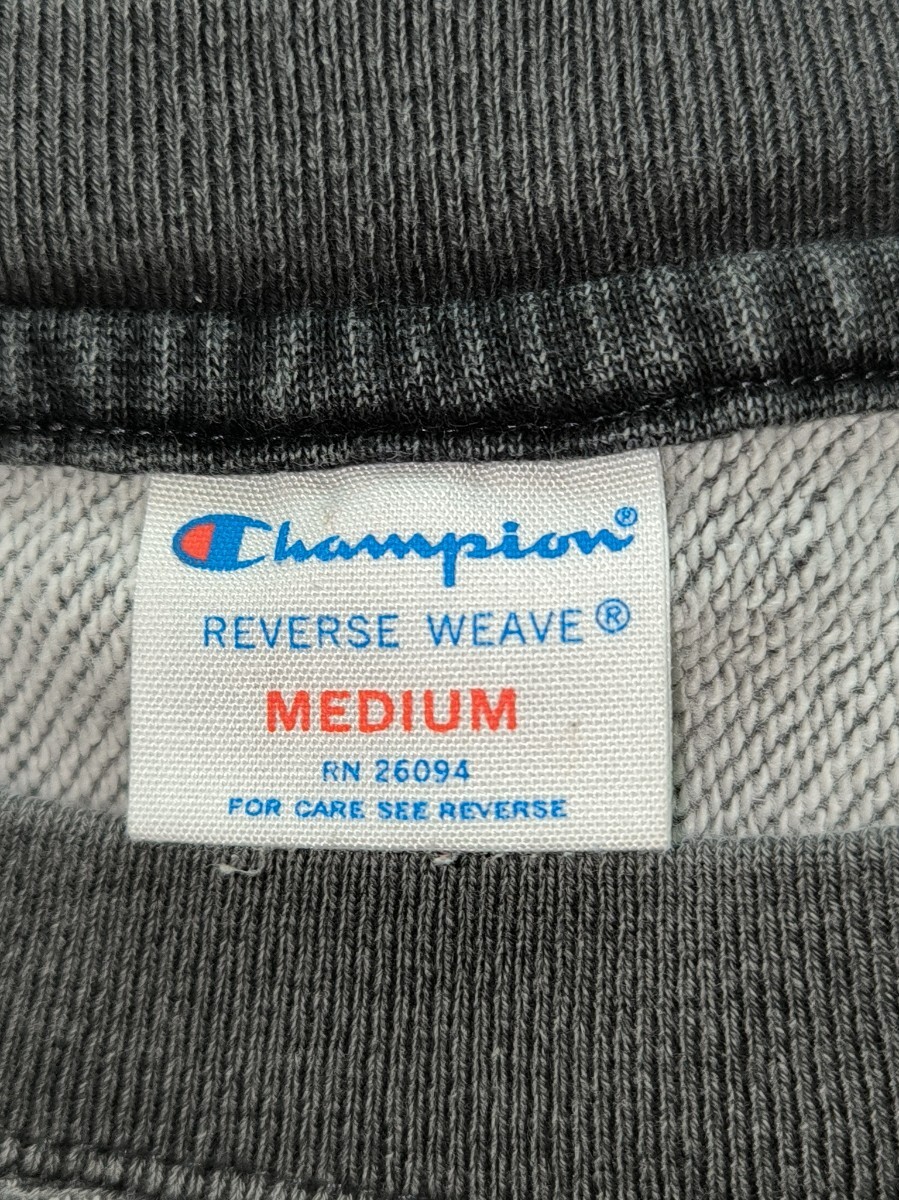 Champion®
REVERSE WEAVE®
MEDIUM
RN 26094
FOR CARE SEE REVERSE